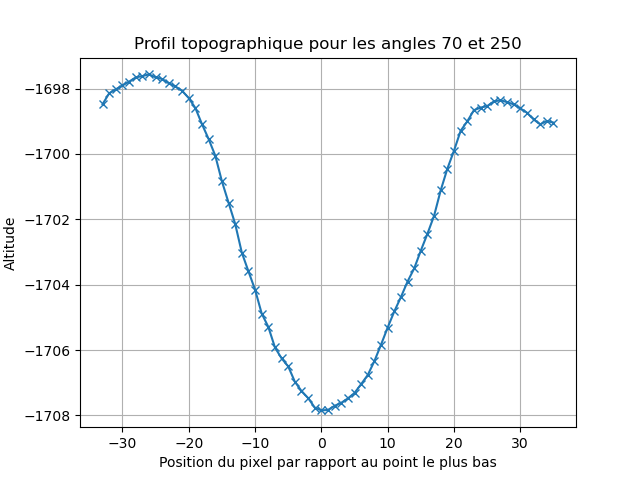 Profil topographique pour les angles 70 et 250
Altitude
−1698
−1700
−1702
−1704
−1706
−1708
−30 −20 −10 0 10 20 30
Position du pixel par rapport au point le plus bas